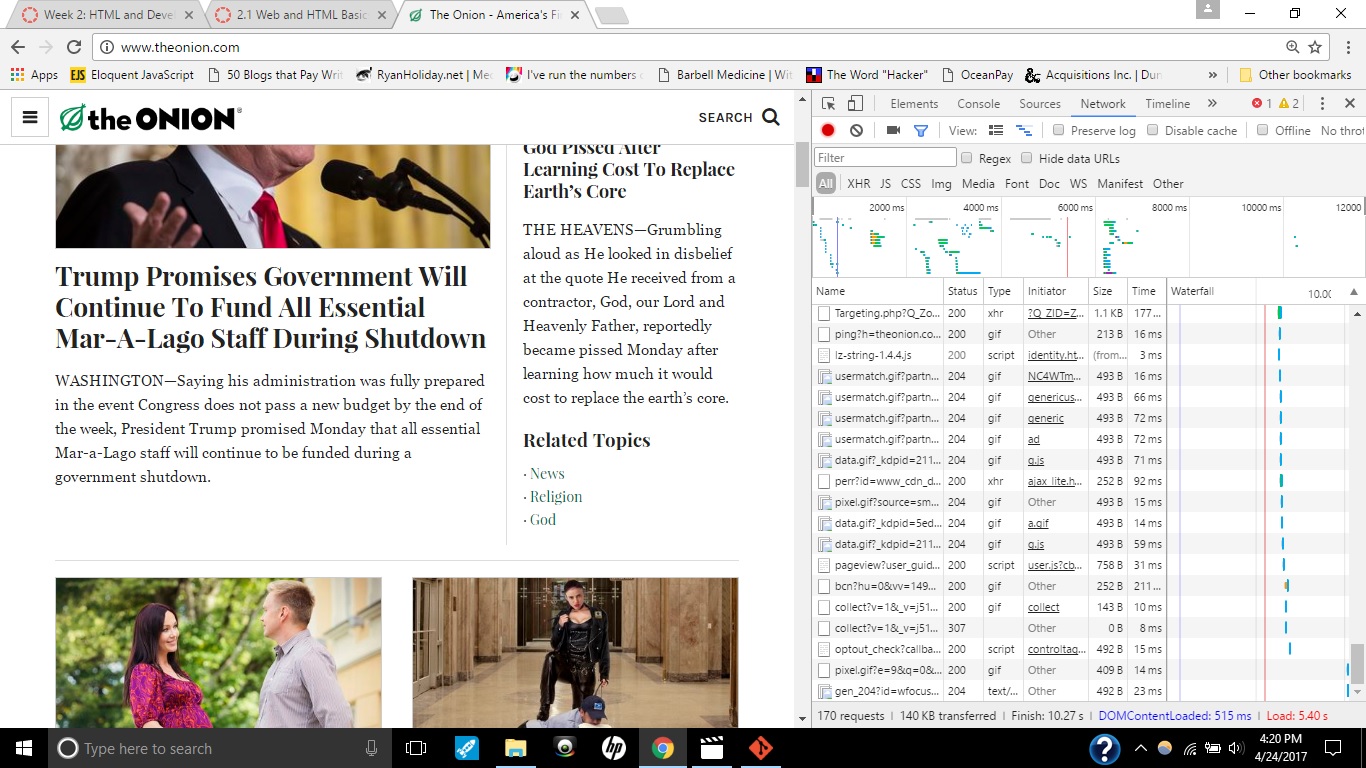 Week 2: HTML and Deve
2.1 Web and HTML Basic
The Onion - America's Fi
www.theonion.com
Apps
EJS Eloquent JavaScript
50 Blogs that Pay Wri
RyanHoliday.net | Me
I've run the numbers
Barbell Medicine | Wit
The Word "Hacker"
OceanPay
Acquisitions Inc. | Dun
»
Other bookmarks
the ONION®
SEARCH
God Pissed After
Learning Cost To Replace
Earth's Core
THE HEAVENS—Grumbling
aloud as He looked in disbelief
at the quote He received from a
contractor, God, our Lord and
Heavenly Father, reportedly
became pissed Monday after
learning how much it would
cost to replace the earth's core.
Related Topics
· News
· Religion
· God
Trump Promises Government Will
Continue To Fund All Essential
Mar-A-Lago Staff During Shutdown
WASHINGTON—Saying his administration was fully prepared
in the event Congress does not pass a new budget by the end of
the week, President Trump promised Monday that all essential
Mar-a-Lago staff will continue to be funded during a
government shutdown.
Elements Console Sources Network Timeline » 1 2
View: Preserve log Disable cache Offline No thro
Filter Regex Hide data URLs
All XHR JS CSS Img Media Font Doc WS Manifest Other
2000 ms 4000 ms 6000 ms 8000 ms 10000 ms 12000
Name Status Type Initiator Size Time Waterfall 10.00
Targeting.php?Q_Zo... 200 xhr ?Q_ZID=Z... 1.1 KB 177 ...
ping?h=theonion.co... 200 gif Other 213 B 16 ms
lz-string-1.4.4.js 200 script identity.ht... (from... 3 ms
usermatch.gif?partn... 204 gif NC4WTm... 493 B 16 ms
usermatch.gif?partn... 204 gif genericus... 493 B 66 ms
usermatch.gif?partn... 204 gif generic 493 B 72 ms
usermatch.gif?partn... 204 gif ad 493 B 72 ms
data.gif?_kdpid=211... 204 gif g.js 493 B 71 ms
perr?id=www_cdn_d... 200 xhr ajax_lite.h... 252 B 92 ms
pixel.gif?source=sm... 204 gif Other 493 B 15 ms
data.gif?_kdpid=5ed... 204 gif a.gif 493 B 14 ms
data.gif?_kdpid=211... 204 gif g.js 493 B 59 ms
pageview?user_guid... 200 script user.js?cb... 758 B 31 ms
bcn?hu=0&vv=149... 200 gif Other 252 B 211 ...
collect?v=1&_v=j51... 200 gif collect 143 B 10 ms
collect?v=1&_v=j51... 307 Other 0 B 8 ms
optout_check?callba... 200 script controltag... 492 B 15 ms
pixel.gif?e=9&q=0&... 200 gif Other 409 B 14 ms
gen_204?id=wfocus... 204 text/... Other 492 B 23 ms
170 requests | 140 KB transferred | Finish: 10.27 s | DOMContentLoaded: 515 ms | Load: 5.40 s
Type here to search
hp
?
4:20 PM
4/24/2017